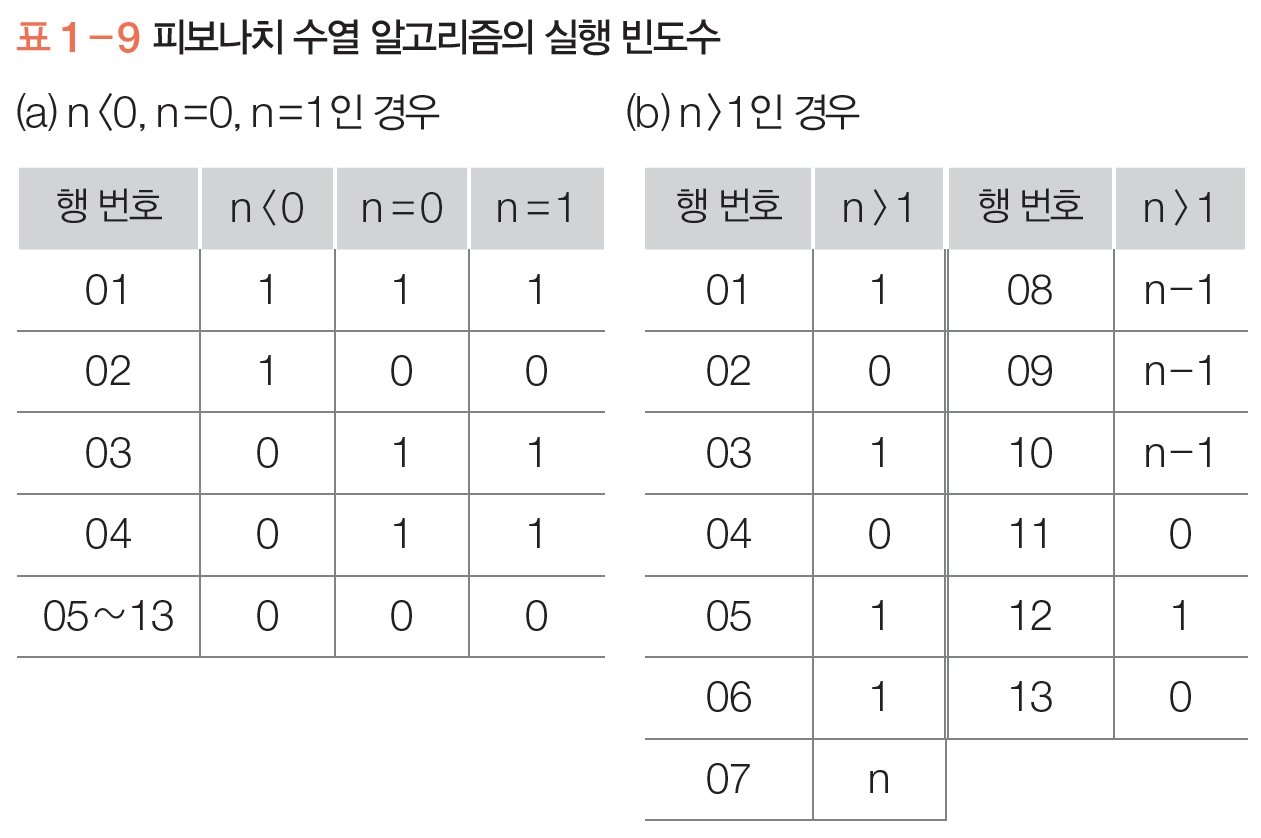 표 1-9 피보나치 수열 알고리즘의 실행 빈도수
(a) n〈0, n=0, n=1인 경우
행 번호 n〈0 n=0 n=1
01 1 1 1
02 1 0 0
03 0 1 1
04 0 1 1
05~13 0 0 0
(b) n〉1인 경우
행 번호 n〉1 행 번호 n〉1
01 1 08 n-1
02 0 09 n-1
03 1 10 n-1
04 0 11 0
05 1 12 1
06 1 13 0
07 n